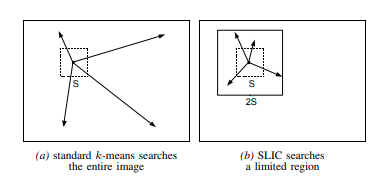 S
S
2S
(a) standard k-means searches
the entire image
(b) SLIC searches
a limited region